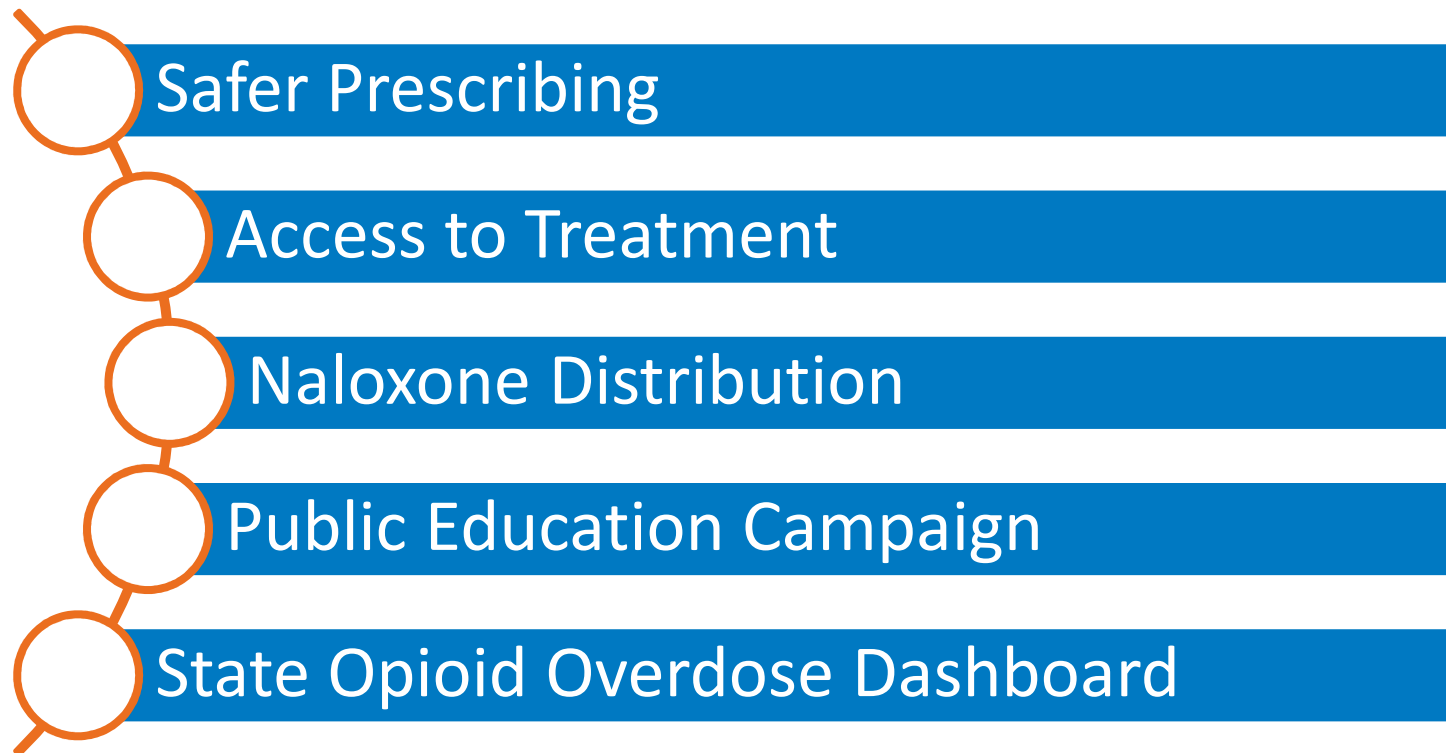 Safer Prescribing
Access to Treatment
Naloxone Distribution
Public Education Campaign
State Opioid Overdose Dashboard